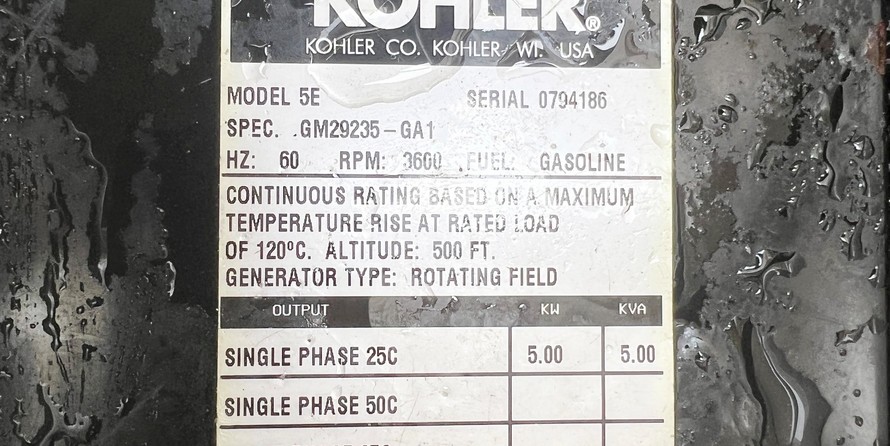 KOHLER®
KOHLER CO. KOHLER WI. USA
MODEL 5E SERIAL 0794186
SPEC. GM29235-GA1
HZ: 60 RPM: 3600 FUEL: GASOLINE
CONTINUOUS RATING BASED ON A MAXIMUM
TEMPERATURE RISE AT RATED LOAD
OF 120ºC. ALTITUDE: 500 FT.
GENERATOR TYPE: ROTATING FIELD
OUTPUT KW KVA
SINGLE PHASE 25C 5.00 5.00
SINGLE PHASE 50C